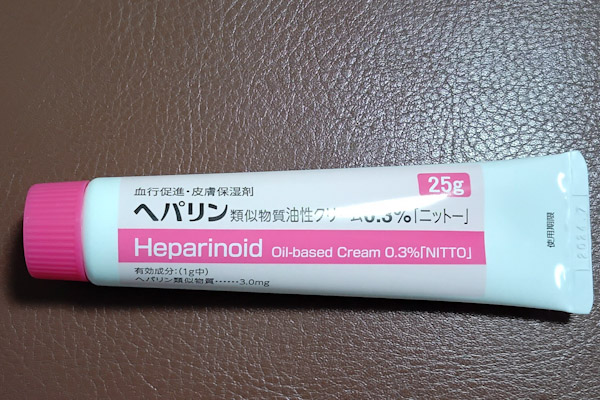 25g
血行促進・皮膚保湿剤
ヘパリン類似物質油性クリーム0.3%「ニットー」
Heparinoid Oil-based Cream 0.3%「NITTO」
有効成分:(1g中)
ヘパリン類似物質……3.0mg
使用期限